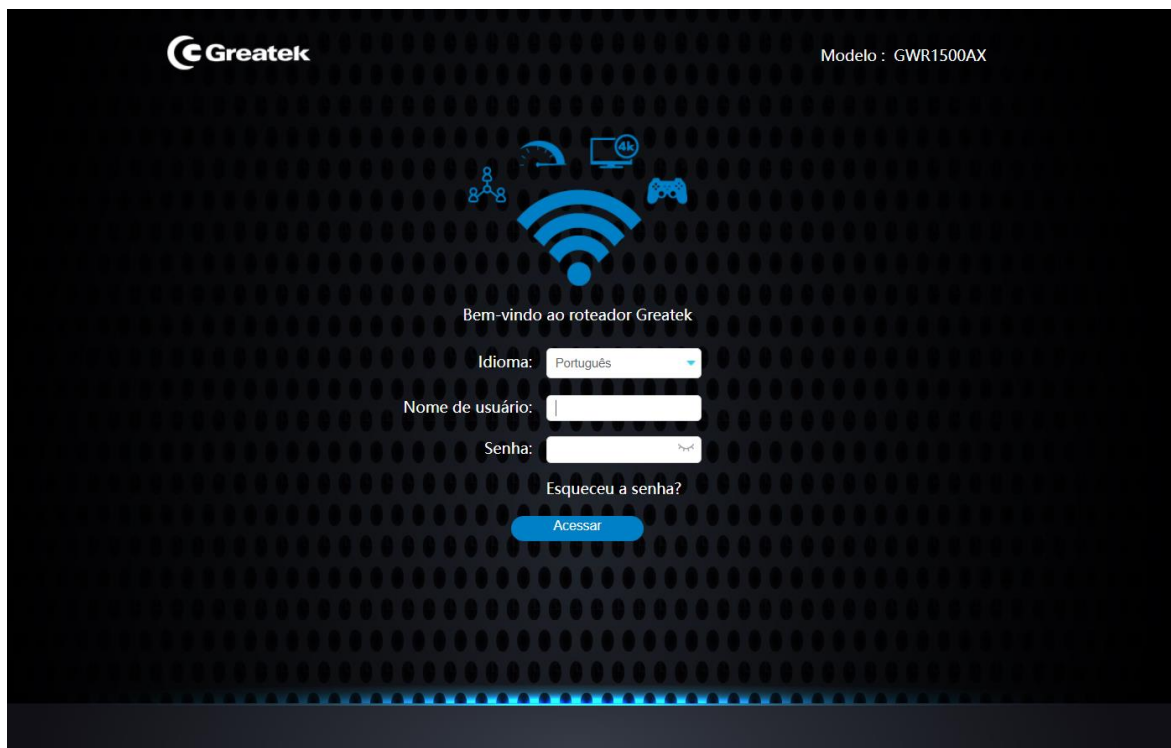 Greatek
Modelo : GWR1500AX
4k
Bem-vindo ao roteador Greatek
Idioma: Português
Nome de usuário:
Senha:
Esqueceu a senha?
Acessar